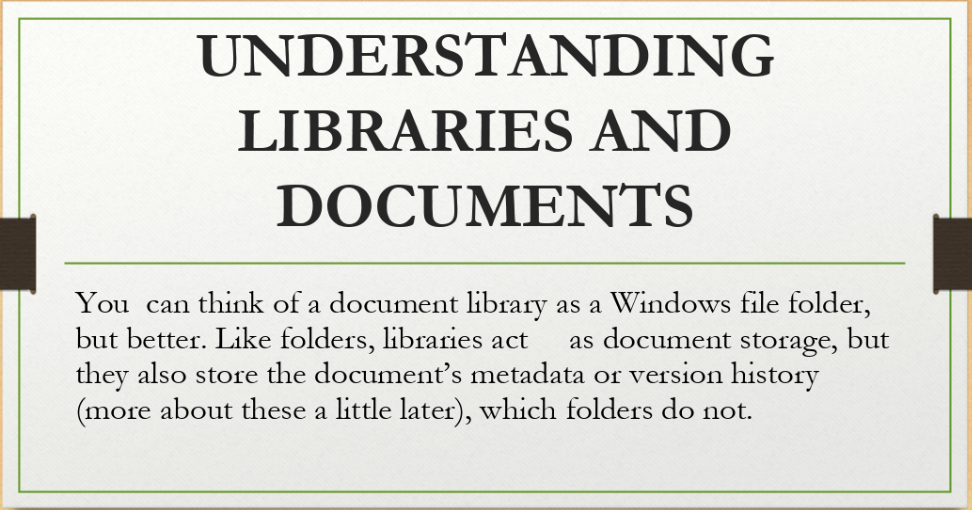 UNDERSTANDING
LIBRARIES AND
DOCUMENTS
You  can think of a document library as a Windows file folder,
but better. Like folders, libraries act     as document storage, but
they also store the document’s metadata or version history
(more about these a little later), which folders do not.